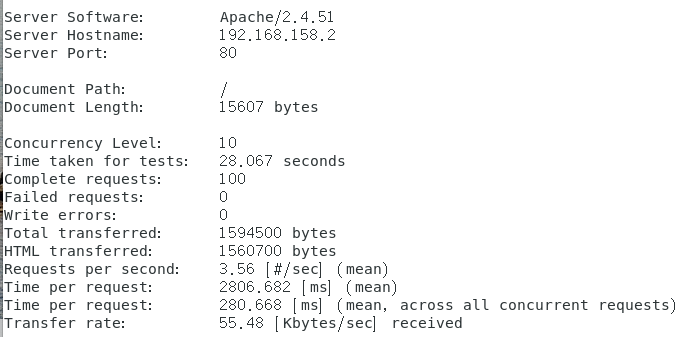 Server Software: Apache/2.4.51
Server Hostname: 192.168.158.2
Server Port: 80
Document Path: /
Document Length: 15607 bytes
Concurrency Level: 10
Time taken for tests: 28.067 seconds
Complete requests: 100
Failed requests: 0
Write errors: 0
Total transferred: 1594500 bytes
HTML transferred: 1560700 bytes
Requests per second: 3.56 [#/sec] (mean)
Time per request: 2806.682 [ms] (mean)
Time per request: 280.668 [ms] (mean, across all concurrent requests)
Transfer rate: 55.48 [Kbytes/sec] received